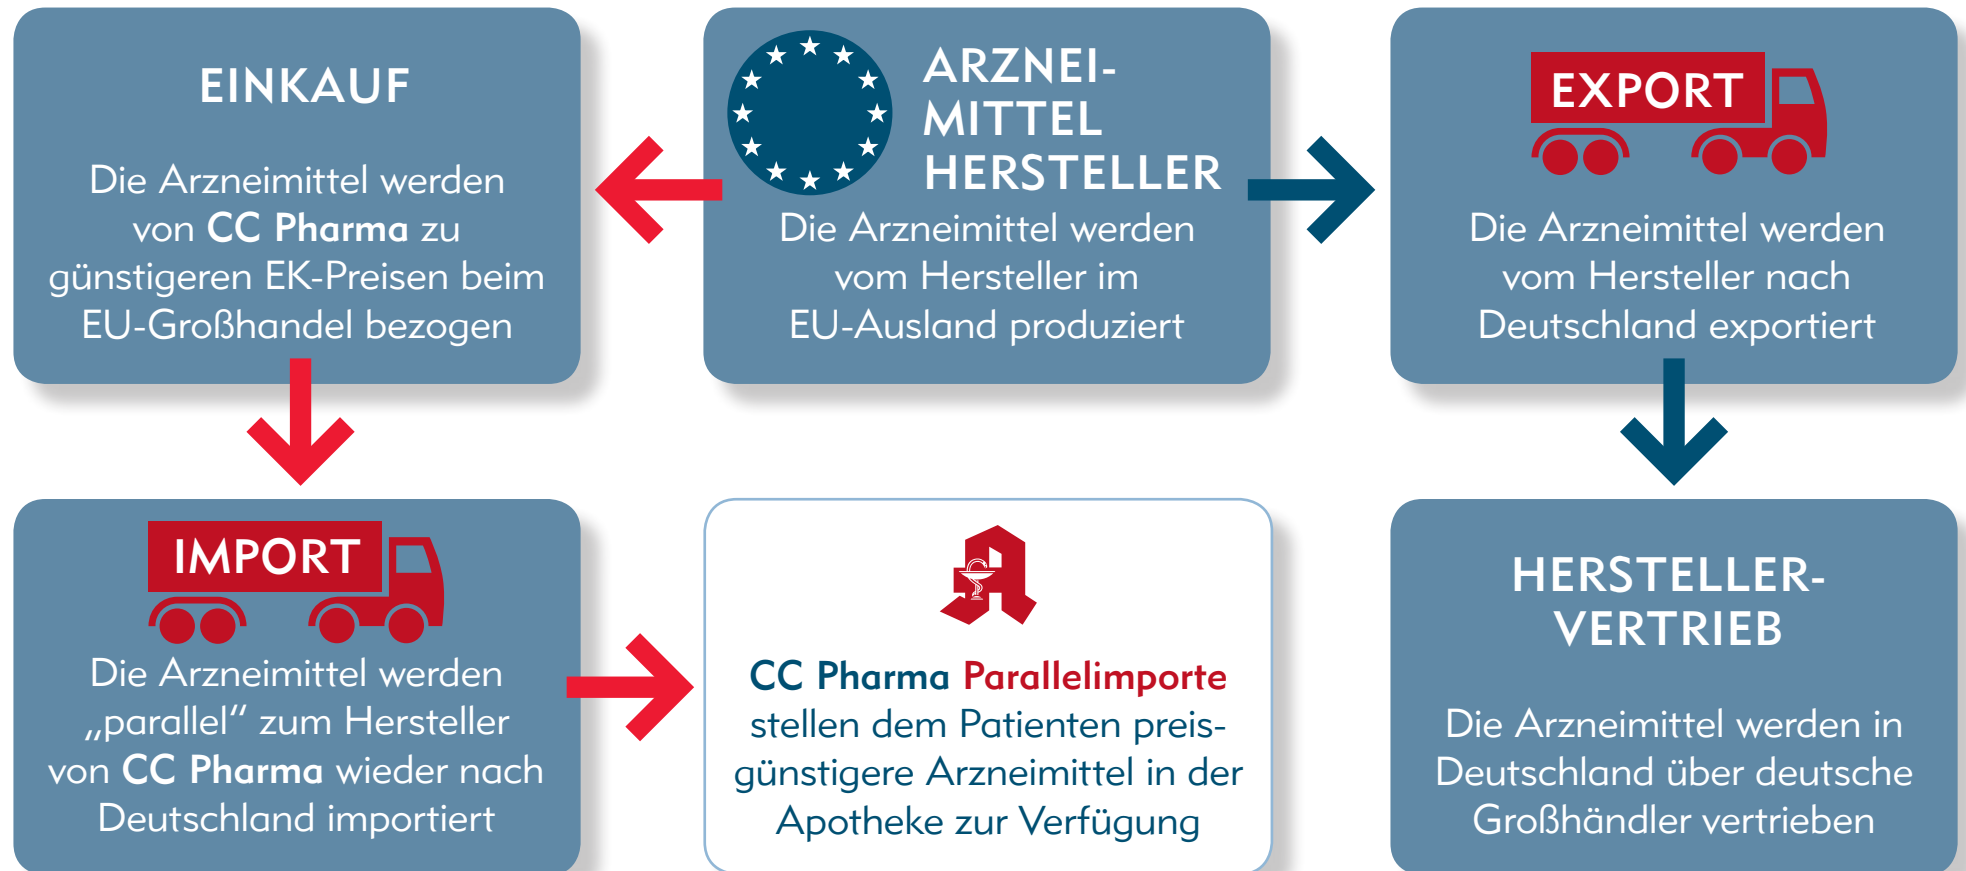 EINKAUF
Die Arzneimittel werden
von CC Pharma zu
günstigeren EK-Preisen beim
EU-Großhandel bezogen
ARZNEI-
MITTEL
HERSTELLER
Die Arzneimittel werden
vom Hersteller im
EU-Ausland produziert
EXPORT
Die Arzneimittel werden
vom Hersteller nach
Deutschland exportiert
IMPORT
Die Arzneimittel werden
„parallel“ zum Hersteller
von CC Pharma wieder nach
Deutschland importiert
CC Pharma Parallelimporte
stellen dem Patienten preis-
günstigere Arzneimittel in der
Apotheke zur Verfügung
HERSTELLER-
VERTRIEB
Die Arzneimittel werden in
Deutschland über deutsche
Großhändler vertrieben